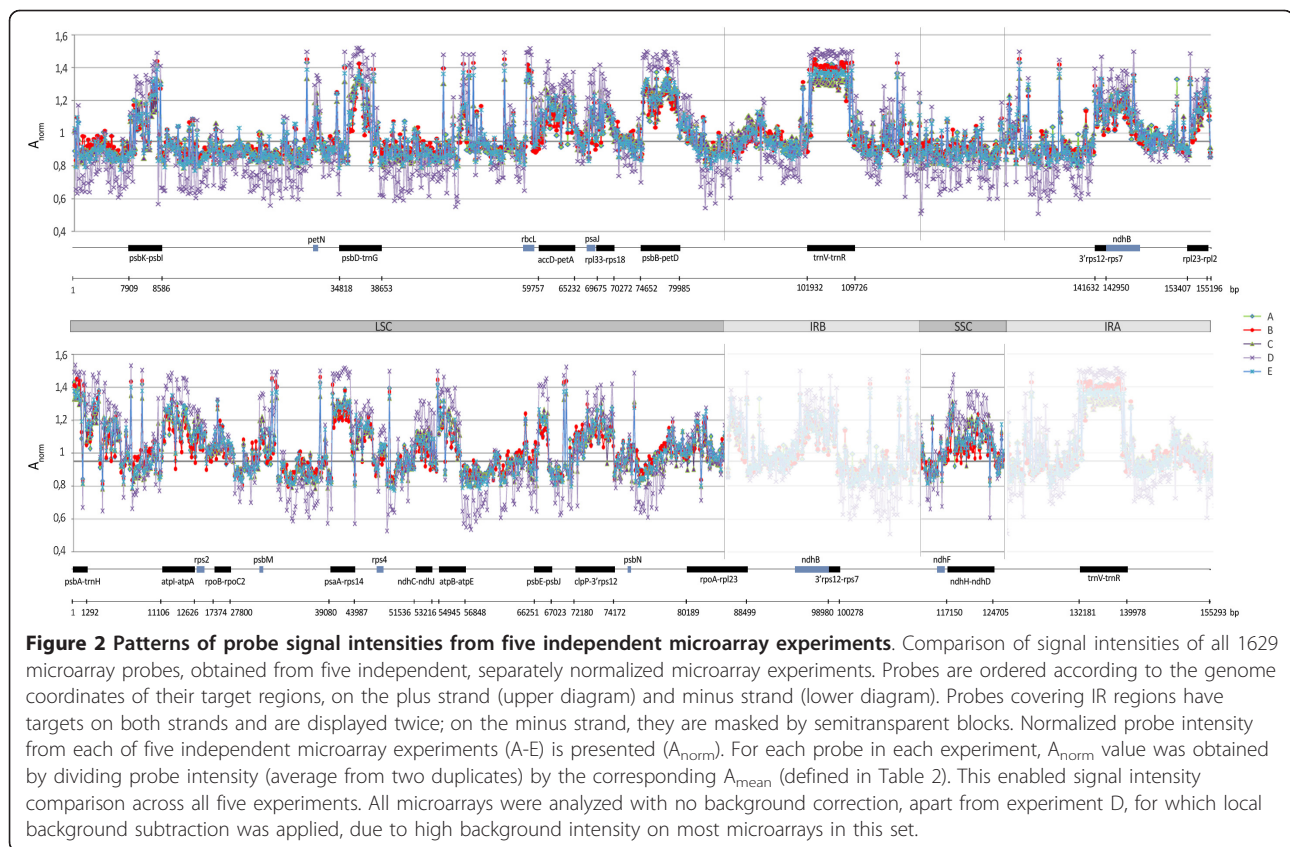 1,6
1,4
1,2
1
0,8
0,6
0,4
A_norm
petN rbcL psaJ ndhB
psbK-psbI psbD-trnG accD-petA rpl33-rps18 psbB-petD trnV-trnR 3'rps12-rps7 rpl23-rpl2
1 7909 8586 34818 38653 59757 65232 69675 70272 74652 79985 101932 109726 141632 142950 153407 155196 bp
LSC IRB SSC IRA
A
B
C
D
E
1,6
1,4
1,2
1
0,8
0,6
0,4
A_norm
rps2 psbM rps4 psbN ndhB ndhF
psbA-trnH atpI-atpA rpoB-rpoC2 psaA-rps14 ndhC-ndhJ atpB-atpE psbE-psbJ clpP-3'rps12 rpoA-rpl23 3'rps12-rps7 ndhH-ndhD trnV-trnR
1 1292 11106 12626 17374 27800 39080 43987 51536 53216 54945 56848 66251 67023 72180 74172 80189 88499 98980 100278 117150 124705 132181 139978 155293 bp
Figure 2 Patterns of probe signal intensities from five independent microarray experiments. Comparison of signal intensities of all 1629
microarray probes, obtained from five independent, separately normalized microarray experiments. Probes are ordered according to the genome
coordinates of their target regions, on the plus strand (upper diagram) and minus strand (lower diagram). Probes covering IR regions have
targets on both strands and are displayed twice; on the minus strand, they are masked by semitransparent blocks. Normalized probe intensity
from each of five independent microarray experiments (A-E) is presented (A_norm). For each probe in each experiment, A_norm value was obtained
by dividing probe intensity (average from two duplicates) by the corresponding A_mean (defined in Table 2). This enabled signal intensity
comparison across all five experiments. All microarrays were analyzed with no background correction, apart from experiment D, for which local
background subtraction was applied, due to high background intensity on most microarrays in this set.